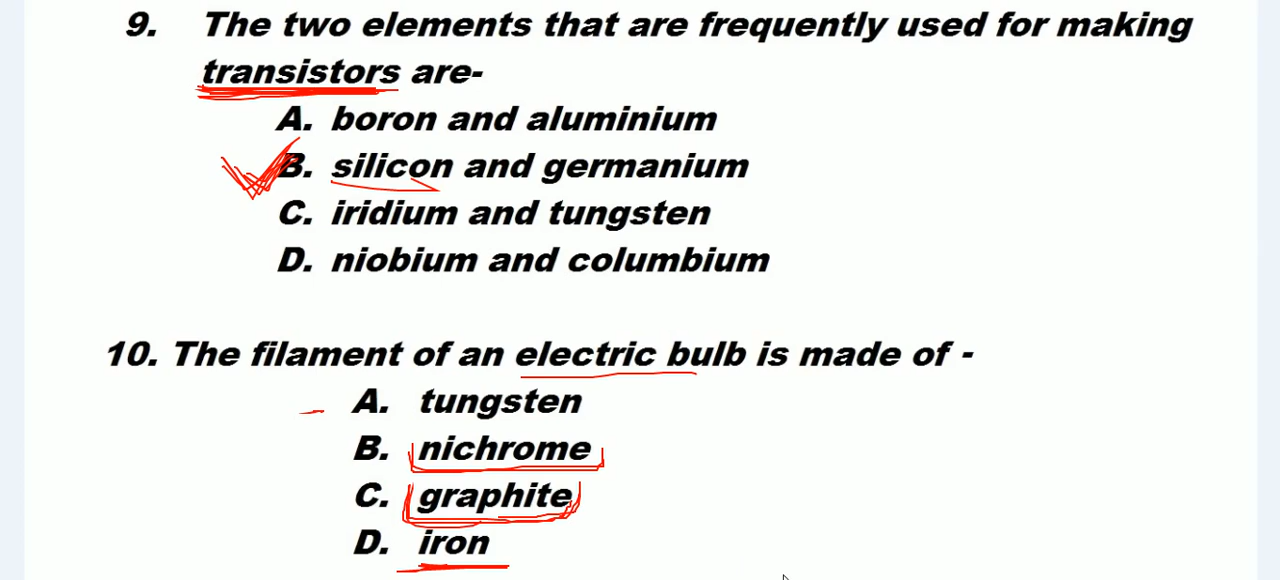 9. The two elements that are frequently used for making
transistors are-
A. boron and aluminium
B. silicon and germanium
C. iridium and tungsten
D. niobium and columbium
10. The filament of an electric bulb is made of -
A. tungsten
B. nichrome
C. graphite
D. iron